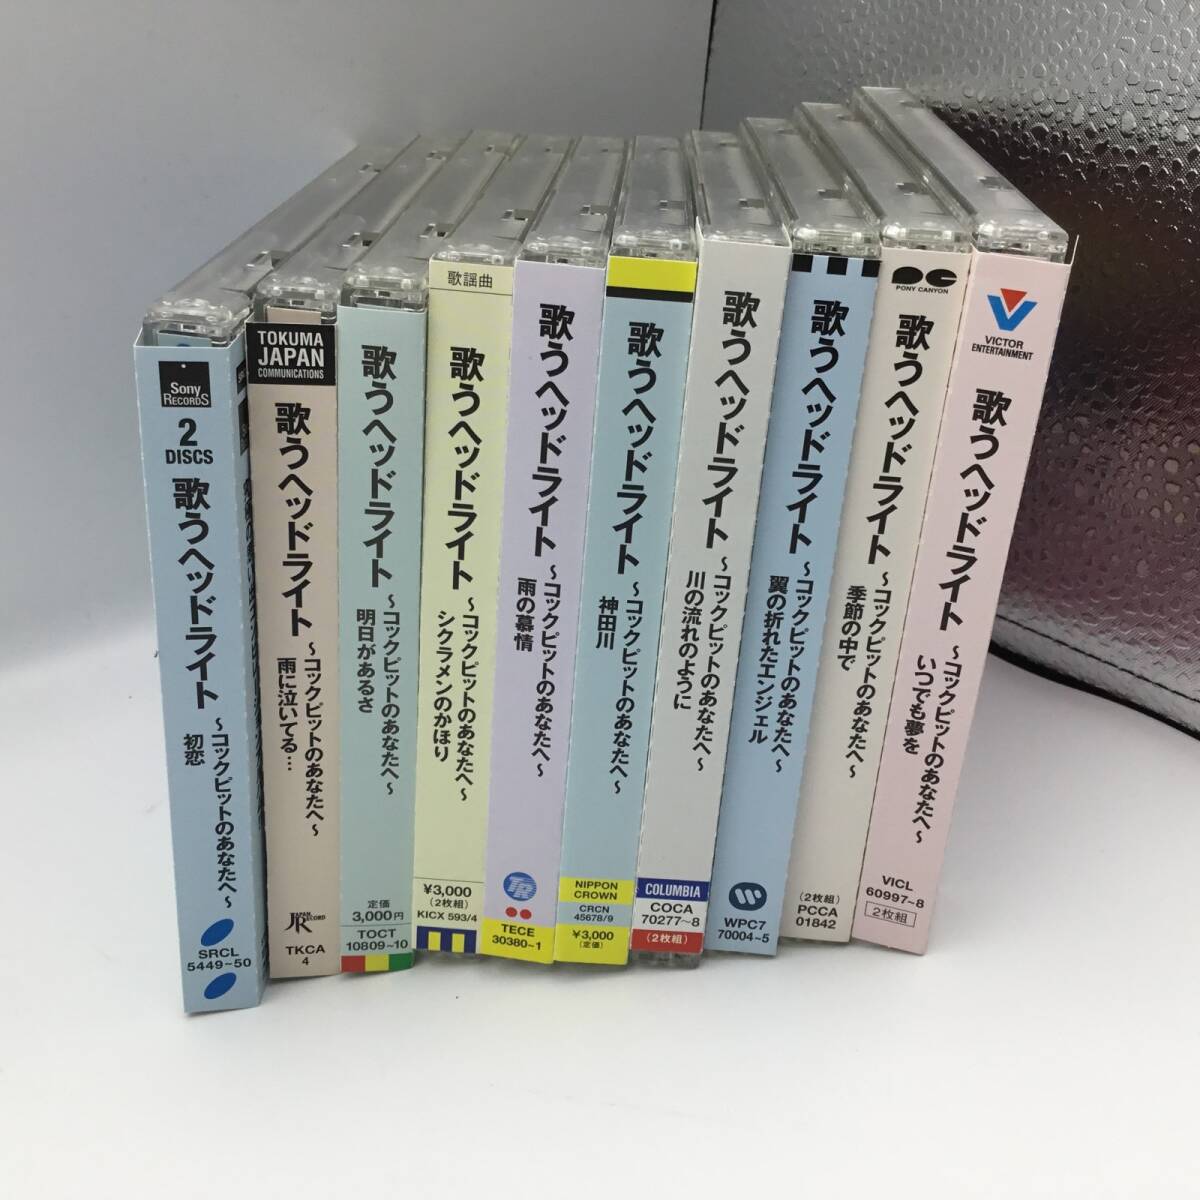 Sony
RECORDS
2
DISCS
歌うヘッドライト
~コックピットのあなたへ~
初恋
SRCL
5449~50
TOKUMA
JAPAN
COMMUNICATIONS
歌うヘッドライト
~コックピットのあなたへ~
雨に泣いてる…
JAPAN
RECORD
TKCA
4
歌うヘッドライト
~コックピットのあなたへ~
明日があるさ
定価
3,000円
TOCT
10809~10
歌謡曲
歌うヘッドライト
~コックピットのあなたへ~
シクラメンのかほり
¥3,000
(2枚組)
KICX 593/4
歌うヘッドライト
~コックピットのあなたへ~
雨の慕情
TR
TECE
30380~1
歌うヘッドライト
~コックピットのあなたへ~
神田川
NIPPON
CROWN
CRCN
45678/9
¥3,000
(定価)
歌うヘッドライト
~コックピットのあなたへ~
川の流れのように
COLUMBIA
COCA
70277~8
(2枚組)
歌うヘッドライト
~コックピットのあなたへ~
翼の折れたエンジェル
WPC7
70004~5
PONY CANYON
歌うヘッドライト
~コックピットのあなたへ~
季節の中で
(2枚組)
PCCA
01842
VICTOR
ENTERTAINMENT
歌うヘッドライト
~コックピットのあなたへ~
いつでも夢を
VICL
60997~8
2枚組